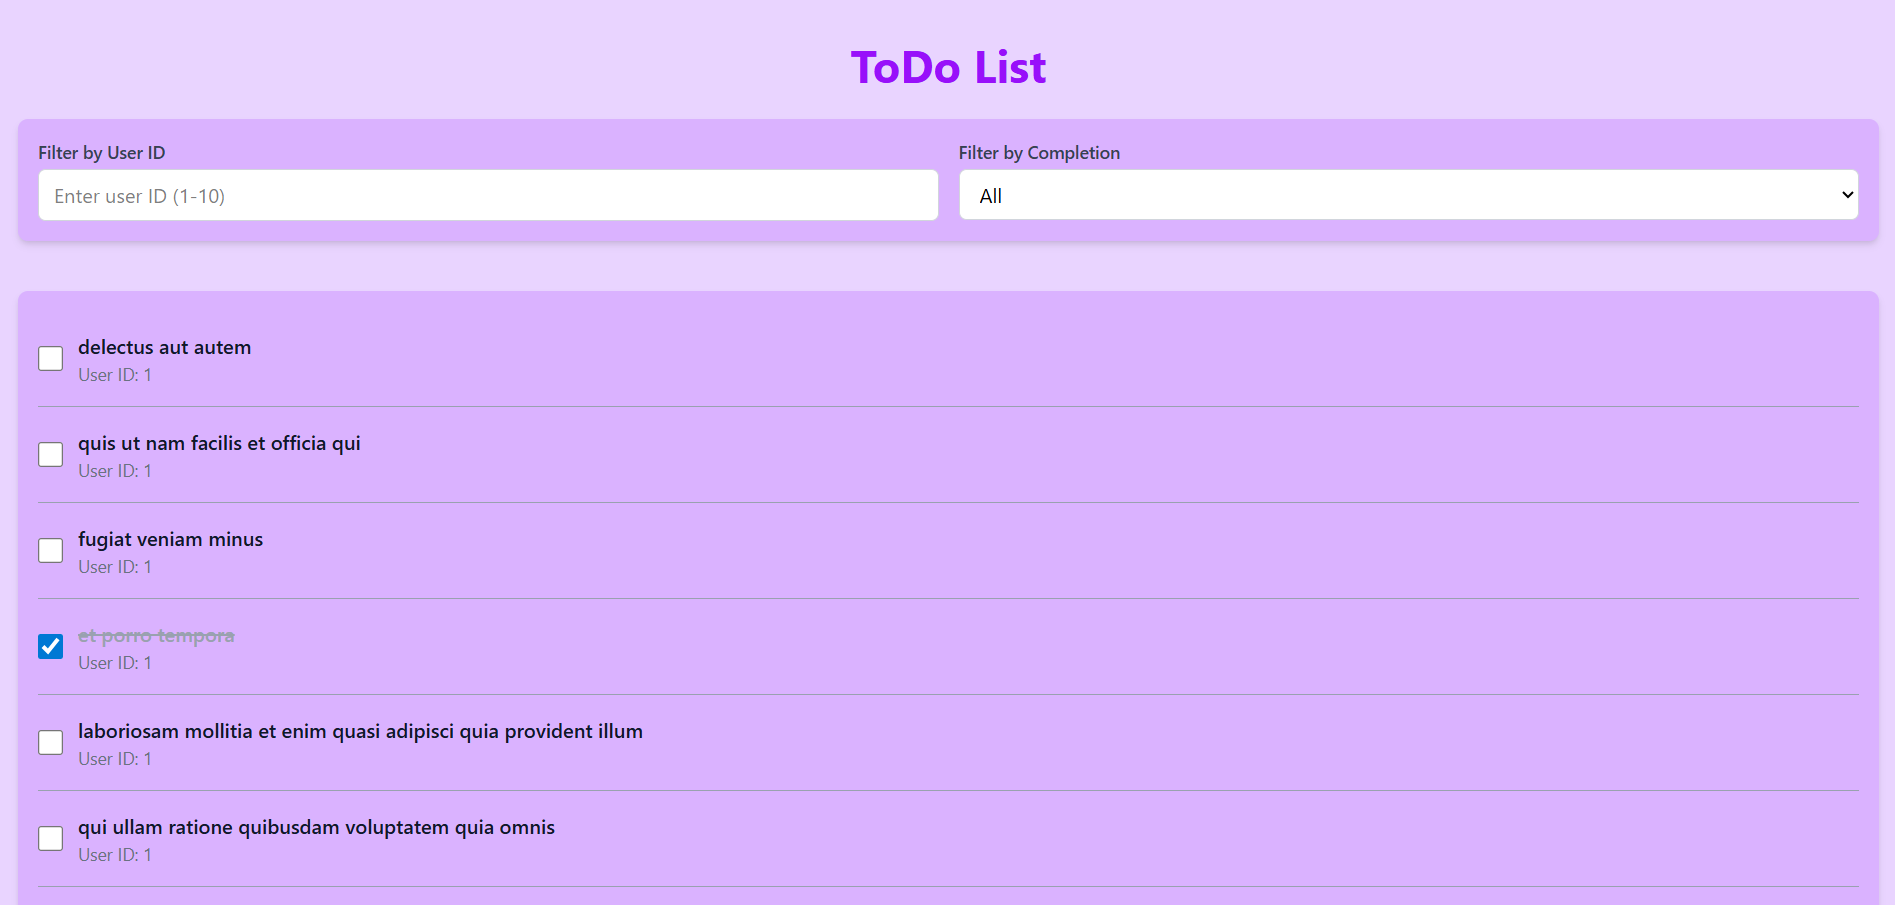 ToDo List
Filter by User ID
Enter user ID (1-10)
Filter by Completion
All
delectus aut autem
User ID: 1
quis ut nam facilis et officia qui
User ID: 1
fugiat veniam minus
User ID: 1
et porro tempora
User ID: 1
laboriosam mollitia et enim quasi adipisci quia provident illum
User ID: 1
qui ullam ratione quibusdam voluptatem quia omnis
User ID: 1